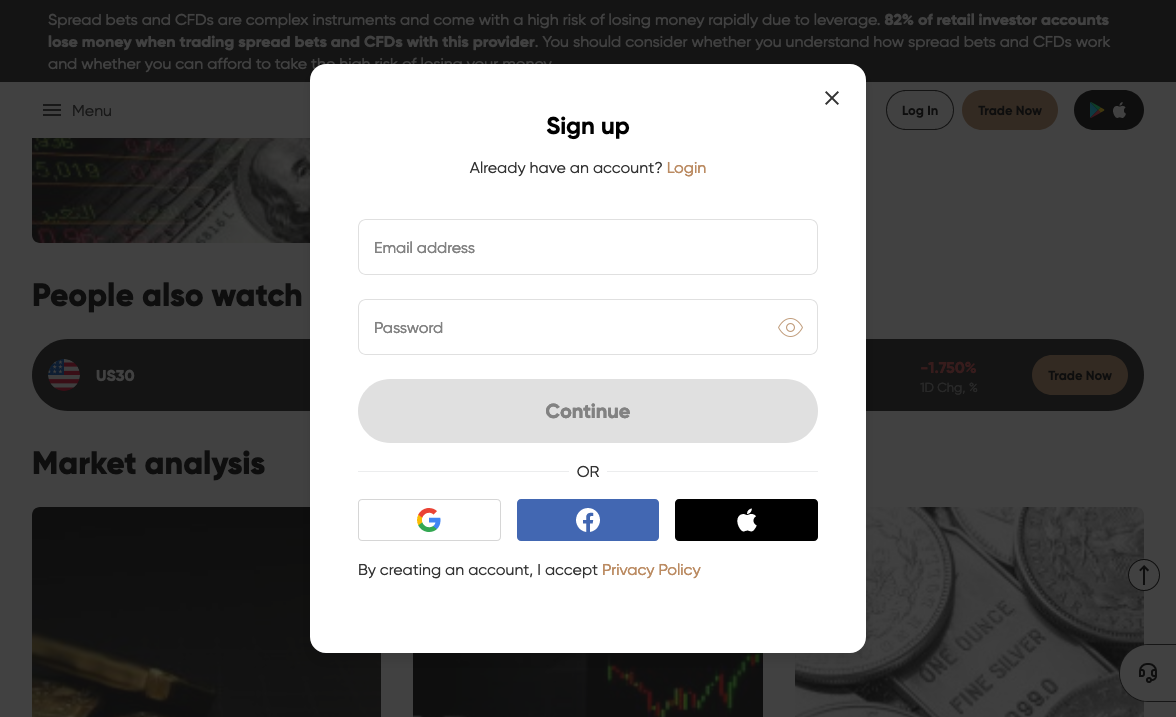 Spread bets and CFDs are complex instruments and come with a high risk of losing money rapidly due to leverage. 82% of retail investor accounts
lose money when trading spread bets and CFDs with this provider. You should consider whether you understand how spread bets and CFDs work
and whether you can afford to take the high risk of losing your money.
Menu
Log In
Trade Now
Sign up
Already have an account? Login
5,019
Email address
People also watch
Password
US30
-1.750%
1D Chg, %
Trade Now
Continue
Market analysis
OR
By creating an account, I accept Privacy Policy
ONE OUNCE
FINE SILVER
999.0